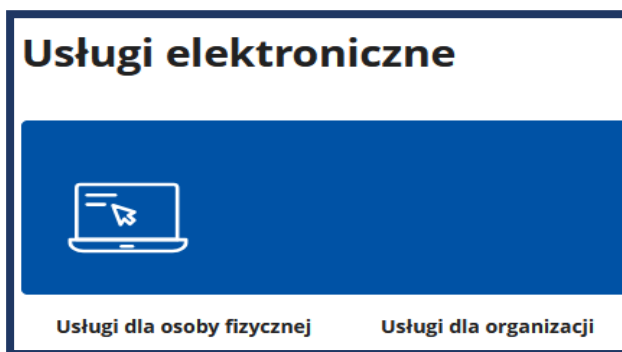 Usługi elektroniczne
Usługi dla osoby fizycznej Usługi dla organizacji